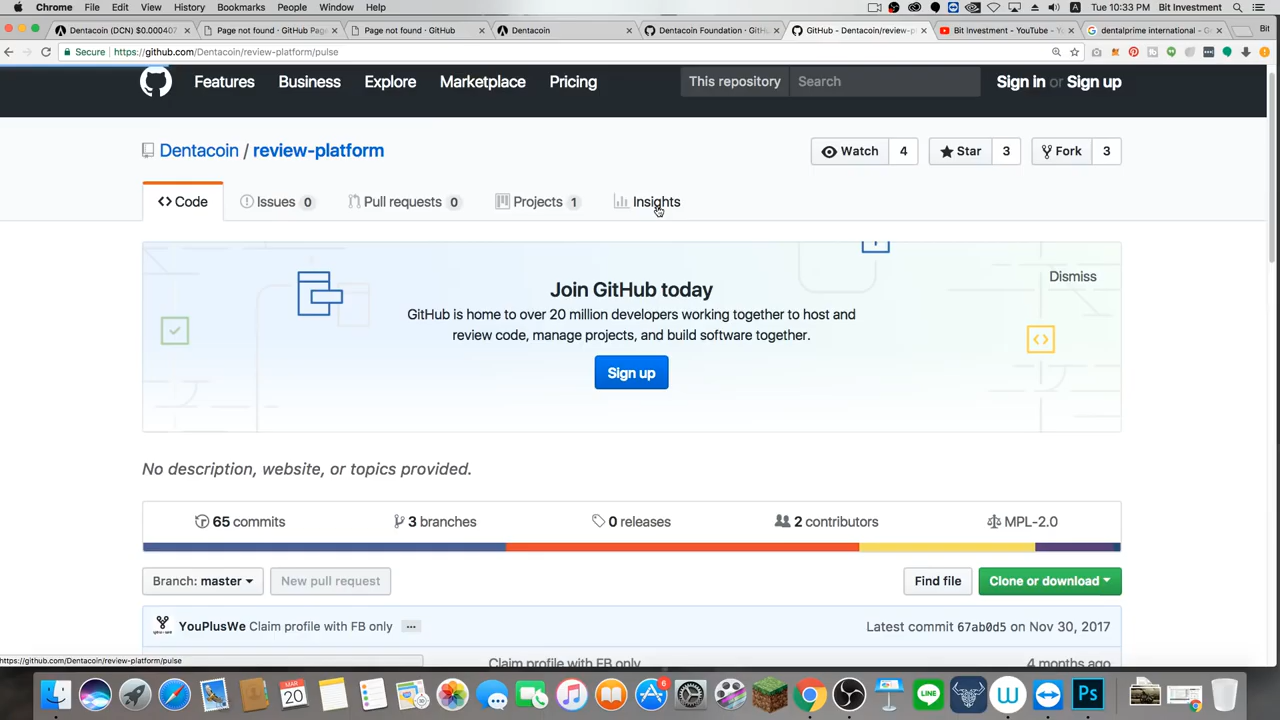 Chrome File Edit View History Bookmarks People Window Help
Tue 10:33 PM Bit Investment
Dentacoin (DCN) $0.000407
Page not found · GitHub Pag
Page not found · GitHub
Dentacoin
Dentacoin Foundation · GitH
GitHub - Dentacoin/review-p
Bit Investment - YouTube - Y
dentalprime international - G
Bit
Secure https://github.com/Dentacoin/review-platform/pulse
Features Business Explore Marketplace Pricing
This repository Search
Sign in or Sign up
Dentacoin / review-platform
Watch 4 Star 3 Fork 3
<> Code Issues 0 Pull requests 0 Projects 1 Insights
Join GitHub today
Dismiss
GitHub is home to over 20 million developers working together to host and
review code, manage projects, and build software together.
Sign up
No description, website, or topics provided.
65 commits 3 branches 0 releases 2 contributors MPL-2.0
Branch: master New pull request Find file Clone or download
YouPlusWe Claim profile with FB only ... Latest commit 67ab0d5 on Nov 30, 2017
https://github.com/Dentacoin/review-platform/pulse
Claim profile with FB only 4 months ago
MAR
20
6
LINE
W
Ps